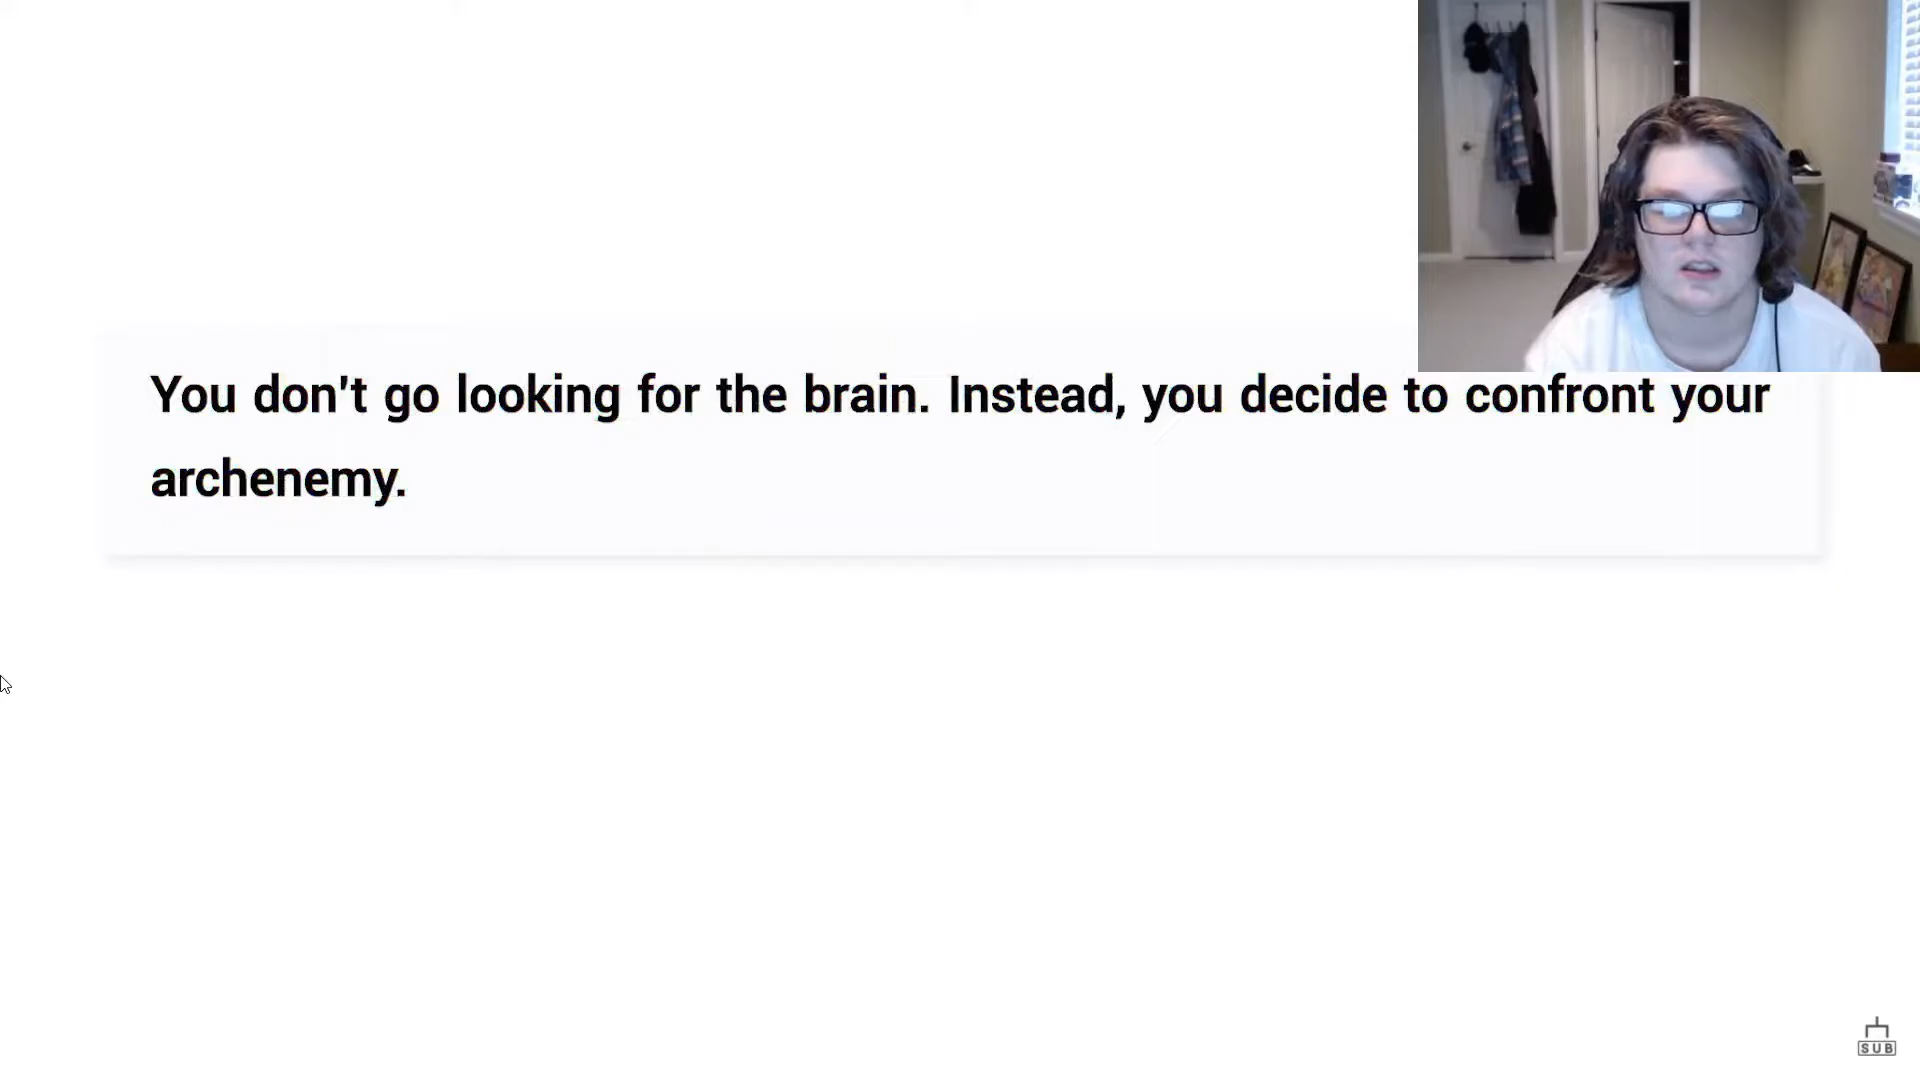 You don't go looking for the brain. Instead, you decide to confront your
archenemy.
SUB